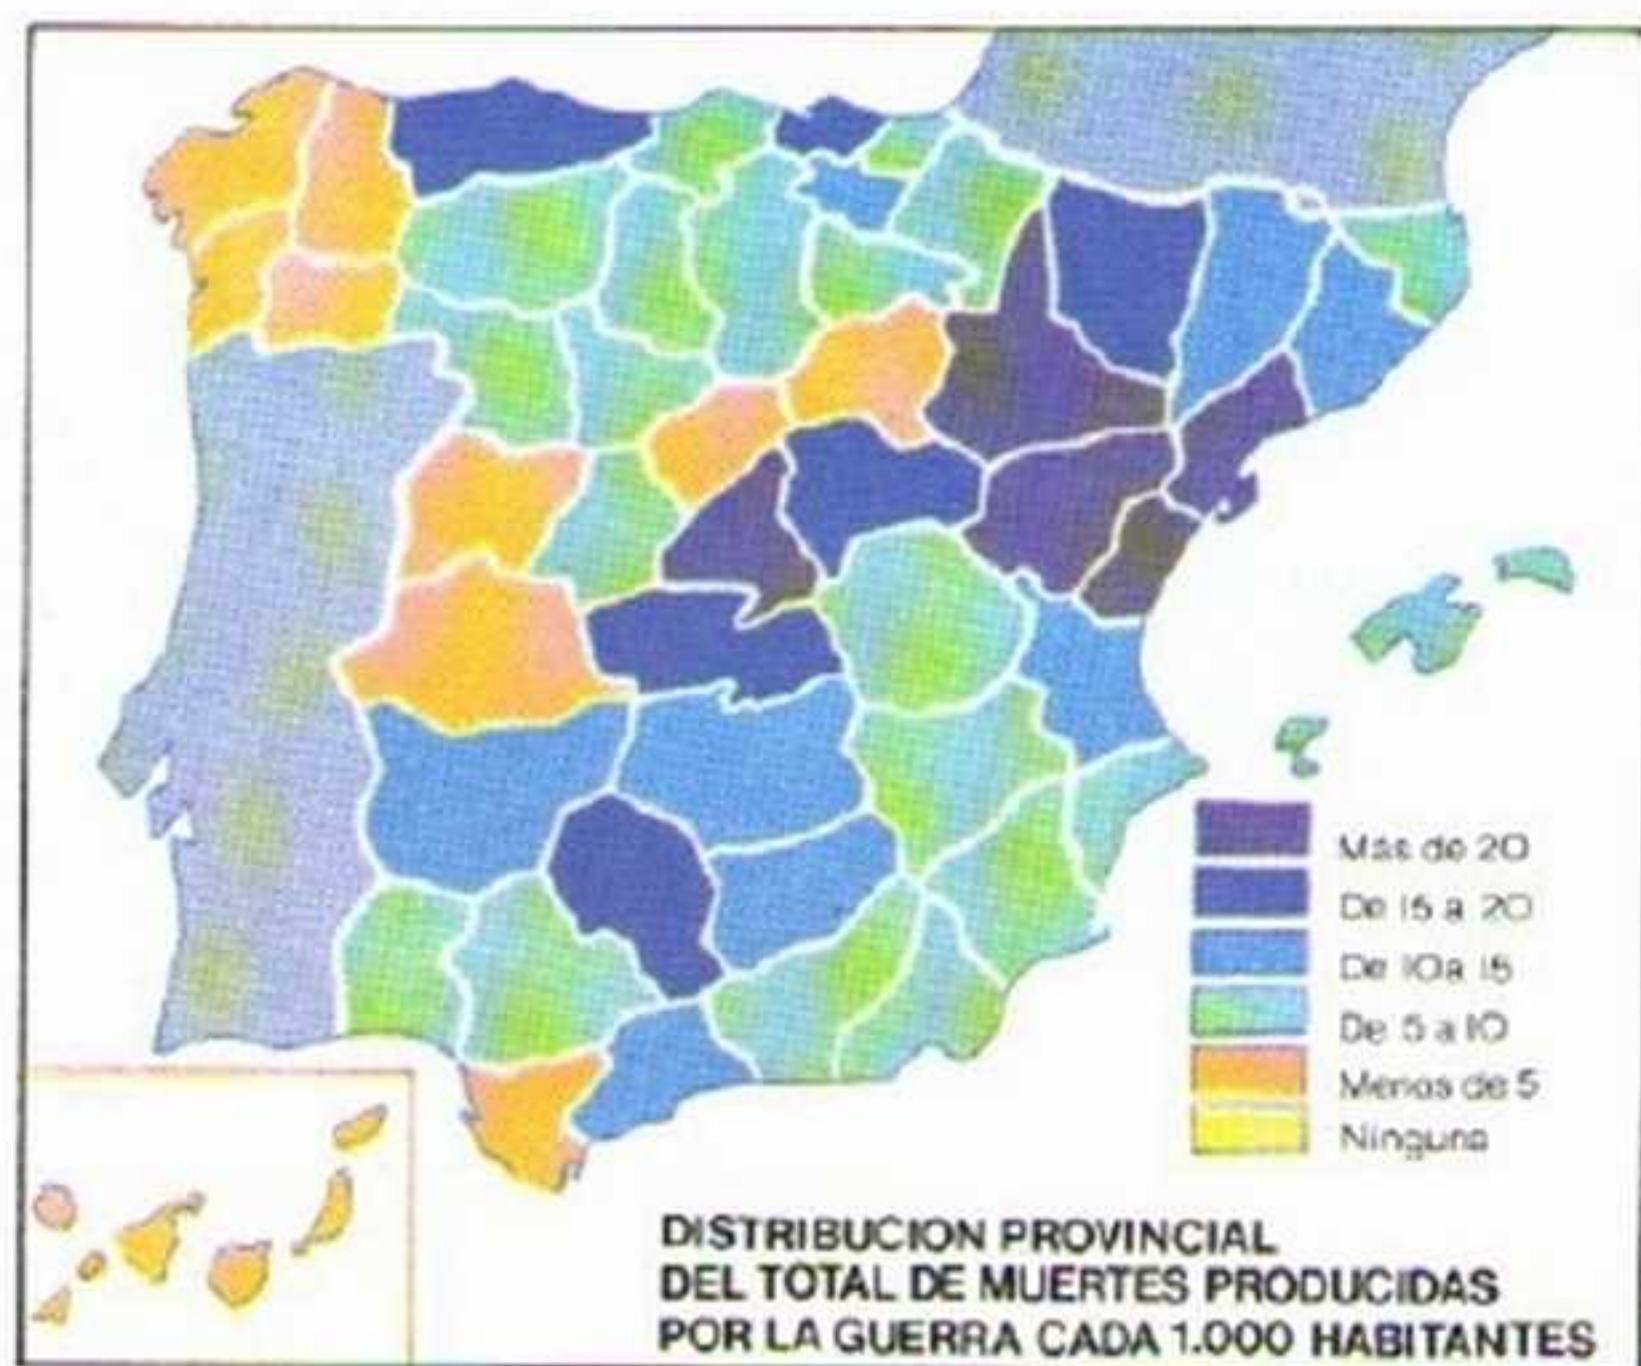 Más de 20
De 15 a 20
De 10 a 15
De 5 a 10
Menos de 5
Ninguna
DISTRIBUCION PROVINCIAL
DEL TOTAL DE MUERTES PRODUCIDAS
POR LA GUERRA CADA 1.000 HABITANTES